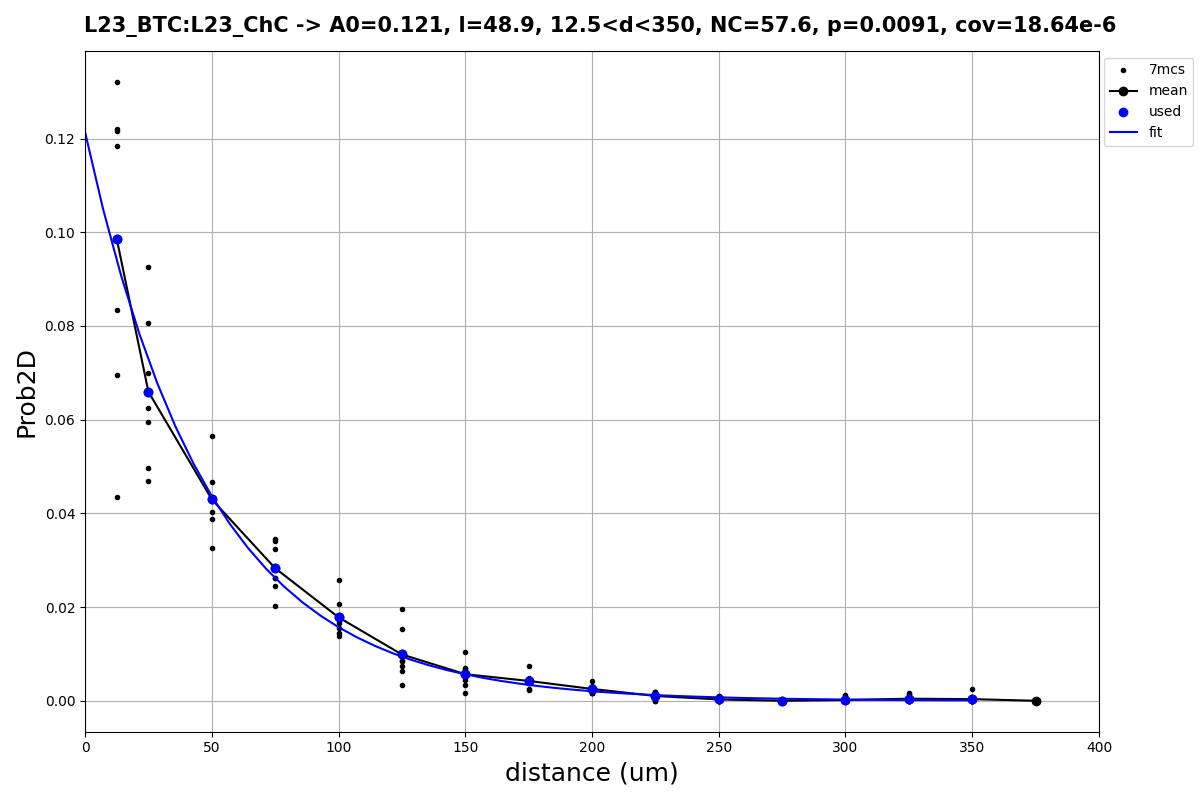 L23_BTC:L23_ChC -> A0=0.121, l=48.9, 12.5<d<350, NC=57.6, p=0.0091, cov=18.64e-6
7mcs
mean
used
fit
Prob2D
0.12
0.10
0.08
0.06
0.04
0.02
0.00
0 50 100 150 200 250 300 350 400
distance (um)